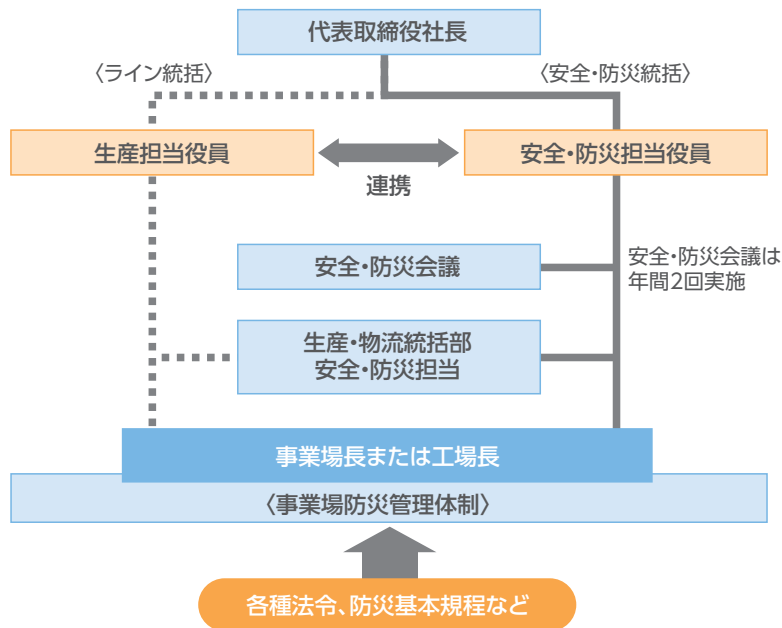 代表取締役社長
〈ライン統括〉
〈安全・防災統括〉
生産担当役員
連携
安全・防災担当役員
安全・防災会議
安全・防災会議は
年間2回実施
生産・物流統括部
安全・防災担当
事業場長または工場長
〈事業場防災管理体制〉
各種法令、防災基本規程など